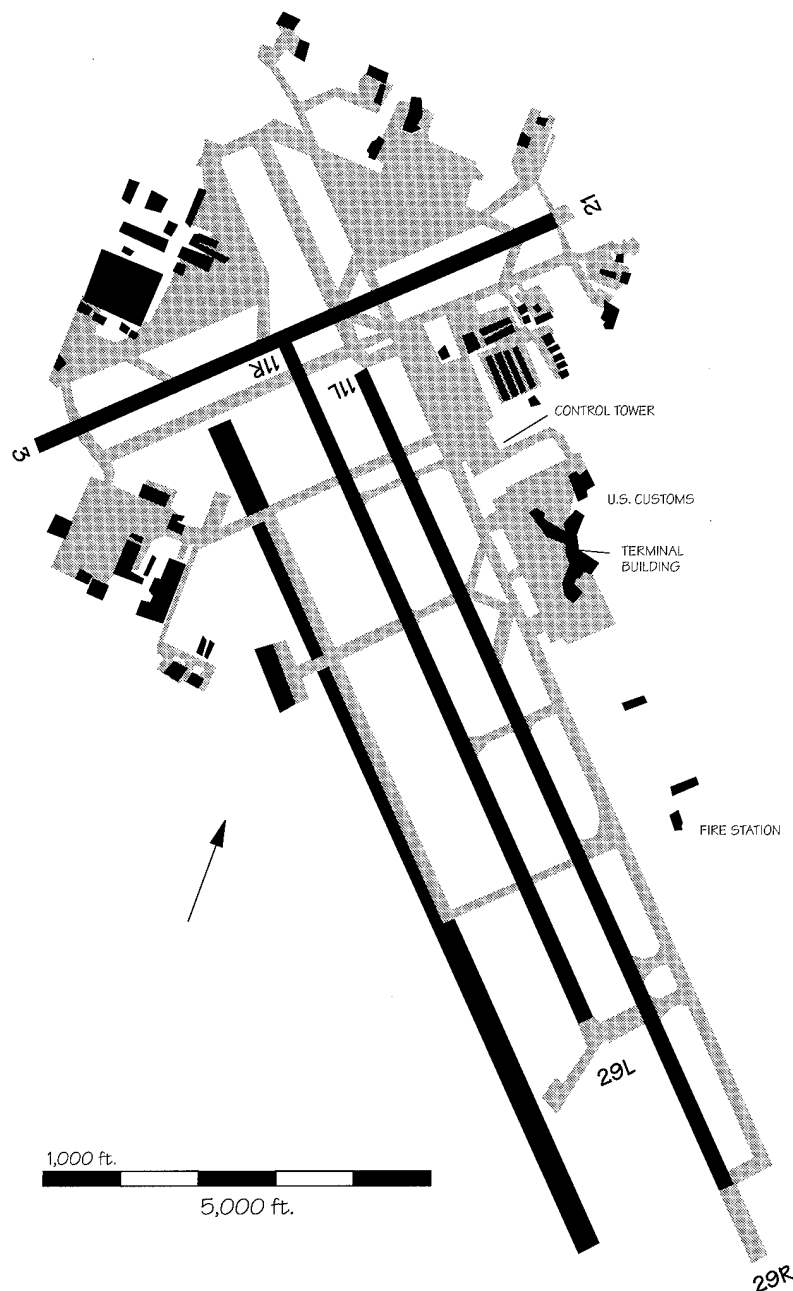 21
11R
11L
3
CONTROL TOWER
U.S. CUSTOMS
TERMINAL
BUILDING
FIRE STATION
29L
1,000 ft.
5,000 ft.
29R